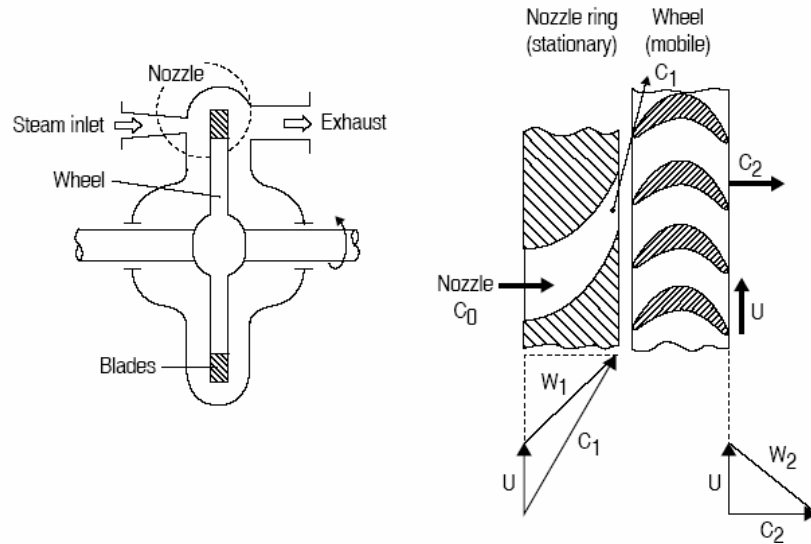 Nozzle
Steam inlet
Exhaust
Wheel
Blades
Nozzle ring
(stationary)
Wheel
(mobile)
C1
C2
Nozzle
C0
U
W1
C1
U
W2
U
C2